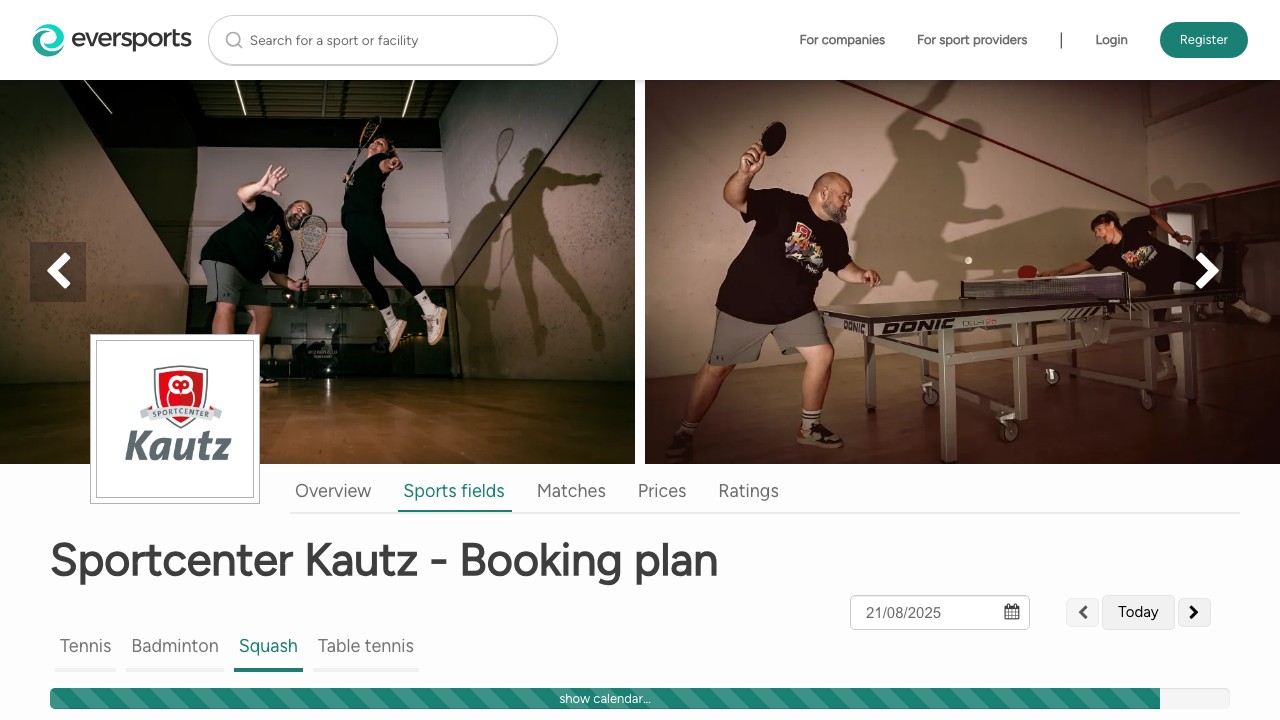 eversports
Search for a sport or facility
For companies
For sport providers
|
Login
Register
DONIC
DONIC
SPORTCENTER
Kautz
Overview
Sports fields
Matches
Prices
Ratings
Sportcenter Kautz - Booking plan
21/08/2025
Today
Tennis
Badminton
Squash
Table tennis
show calendar...